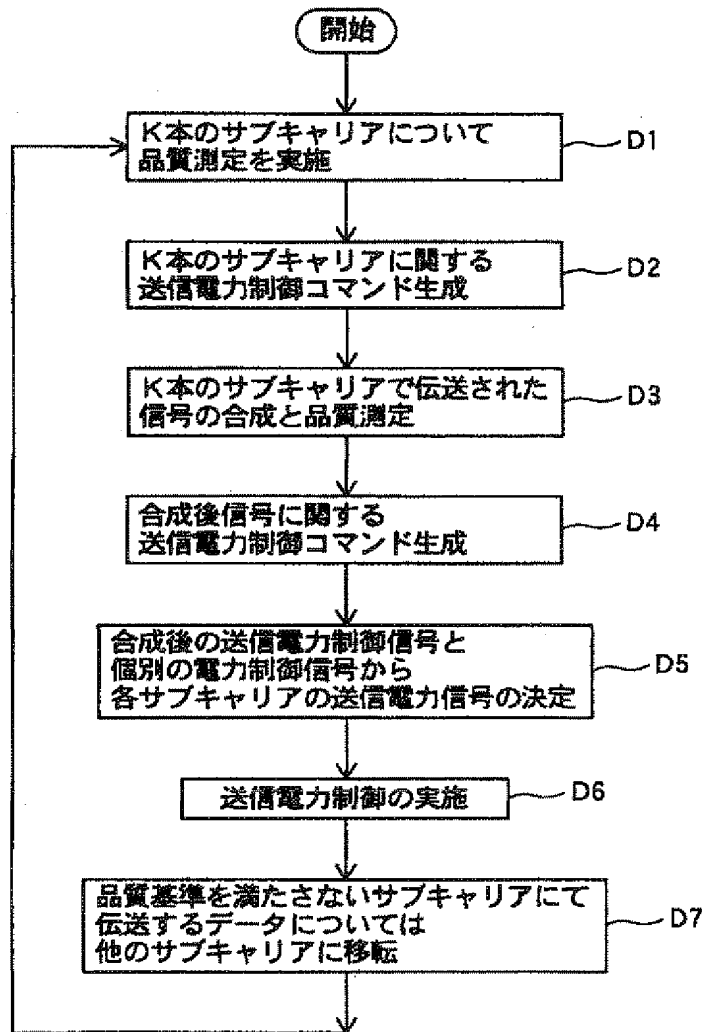 開始
K本のサブキャリアについて
品質測定を実施
D1
K本のサブキャリアに関する
送信電力制御コマンド生成
D2
K本のサブキャリアで伝送された
信号の合成と品質測定
D3
合成後信号に関する
送信電力制御コマンド生成
D4
合成後の送信電力制御信号と
個別の電力制御信号から
各サブキャリアの送信電力信号の決定
D5
送信電力制御の実施
D6
品質基準を満たさないサブキャリアにて
伝送するデータについては
他のサブキャリアに移転
D7